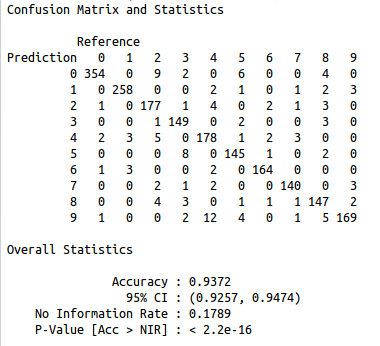 Confusion Matrix and Statistics
Reference
Prediction 0 1 2 3 4 5 6 7 8 9
0 354 0 9 2 0 6 0 0 4 0
1 0 258 0 0 2 1 0 1 2 3
2 1 0 177 1 4 0 2 1 3 0
3 0 0 1 149 0 2 0 0 3 0
4 2 3 5 0 178 1 2 3 0 0
5 0 0 0 8 0 145 1 0 2 0
6 1 3 0 0 2 0 164 0 0 0
7 0 0 2 1 2 0 0 140 0 3
8 0 0 4 3 0 1 1 1 147 2
9 1 0 0 2 12 4 0 1 5 169
Overall Statistics
Accuracy : 0.9372
95% CI : (0.9257, 0.9474)
No Information Rate : 0.1789
P-Value [Acc > NIR] : < 2.2e-16